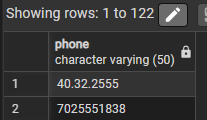 Showing rows: 1 to 122
phone
character varying (50)
1 40.32.2555
2 7025551838